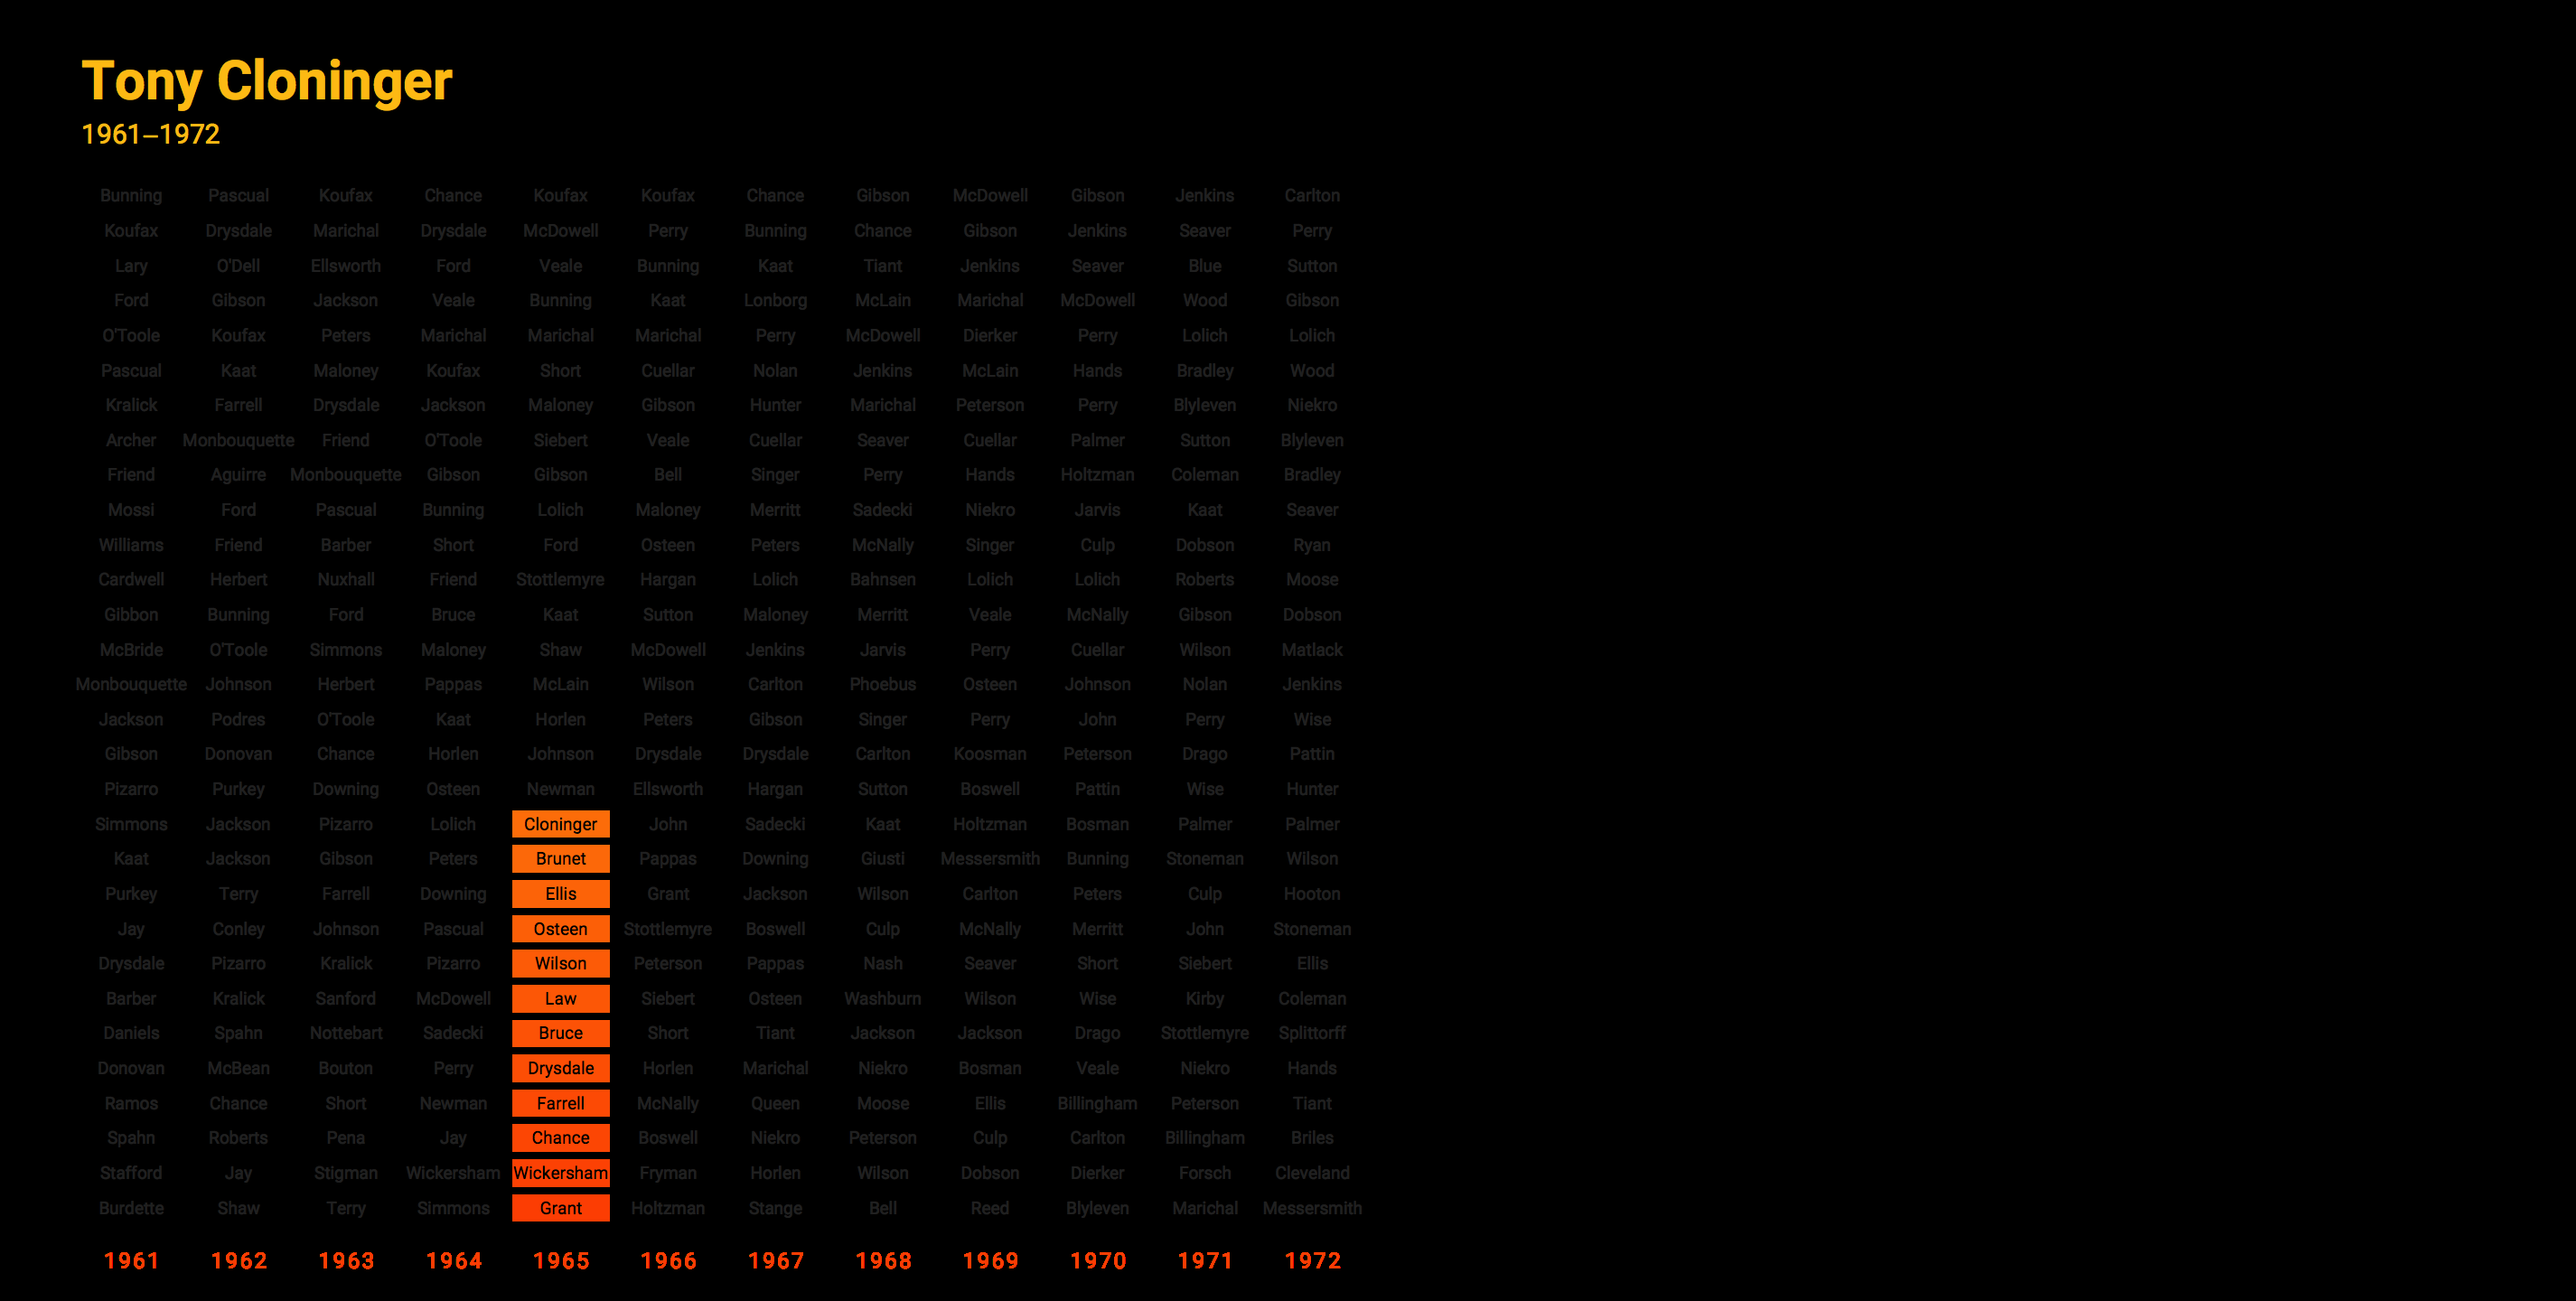 Tony Cloninger
1961–1972
Bunning Pascual Koufax Chance Koufax Koufax Chance Gibson McDowell Gibson Jenkins Carlton
Koufax Drysdale Marichal Drysdale McDowell Perry Bunning Chance Gibson Jenkins Seaver Perry
Lary O'Dell Ellsworth Ford Veale Bunning Kaat Tiant Jenkins Seaver Blue Sutton
Ford Gibson Jackson Veale Bunning Kaat Lonborg McLain Marichal McDowell Wood Gibson
O'Toole Koufax Peters Marichal Marichal Marichal Perry McDowell Dierker Perry Lolich Lolich
Pascual Kaat Maloney Koufax Short Cuellar Nolan Jenkins McLain Hands Bradley Wood
Kralick Farrell Drysdale Jackson Maloney Gibson Hunter Marichal Peterson Perry Blyleven Niekro
Archer Monbouquette Friend O'Toole Siebert Veale Cuellar Seaver Cuellar Palmer Sutton Blyleven
Friend Aguirre Monbouquette Gibson Gibson Bell Singer Perry Hands Holtzman Coleman Bradley
Mossi Ford Pascual Bunning Lolich Maloney Merritt Sadecki Niekro Jarvis Kaat Seaver
Williams Friend Barber Short Ford Osteen Peters McNally Singer Culp Dobson Ryan
Cardwell Herbert Nuxhall Friend Stottlemyre Hargan Lolich Bahnsen Lolich Lolich Roberts Moose
Gibbon Bunning Ford Bruce Kaat Sutton Maloney Merritt Veale McNally Gibson Dobson
McBride O'Toole Simmons Maloney Shaw McDowell Jenkins Jarvis Perry Cuellar Wilson Matlack
Monbouquette Johnson Herbert Pappas McLain Wilson Carlton Phoebus Osteen Johnson Nolan Jenkins
Jackson Podres O'Toole Kaat Horlen Peters Gibson Singer Perry John Perry Wise
Gibson Donovan Chance Horlen Johnson Drysdale Drysdale Carlton Koosman Peterson Drago Pattin
Pizarro Purkey Downing Osteen Newman Ellsworth Hargan Sutton Boswell Pattin Wise Hunter
Simmons Jackson Pizarro Lolich Cloninger John Sadecki Kaat Holtzman Bosman Palmer Palmer
Kaat Jackson Gibson Peters Brunet Pappas Downing Giusti Messersmith Bunning Stoneman Wilson
Purkey Terry Farrell Downing Ellis Grant Jackson Wilson Carlton Peters Culp Hooton
Jay Conley Johnson Pascual Osteen Stottlemyre Boswell Culp McNally Merritt John Stoneman
Drysdale Pizarro Kralick Pizarro Wilson Peterson Pappas Nash Seaver Short Siebert Ellis
Barber Kralick Sanford McDowell Law Siebert Osteen Washburn Wilson Wise Kirby Coleman
Daniels Spahn Nottebart Sadecki Bruce Short Tiant Jackson Jackson Drago Stottlemyre Splittorff
Donovan McBean Bouton Perry Drysdale Horlen Marichal Niekro Bosman Veale Niekro Hands
Ramos Chance Short Newman Farrell McNally Queen Moose Ellis Billingham Peterson Tiant
Spahn Roberts Pena Jay Chance Boswell Niekro Peterson Culp Carlton Billingham Briles
Stafford Jay Stigman Wickersham Wickersham Fryman Horlen Wilson Dobson Dierker Forsch Cleveland
Burdette Shaw Terry Simmons Grant Holtzman Stange Bell Reed Blyleven Marichal Messersmith
1961 1962 1963 1964 1965 1966 1967 1968 1969 1970 1971 1972